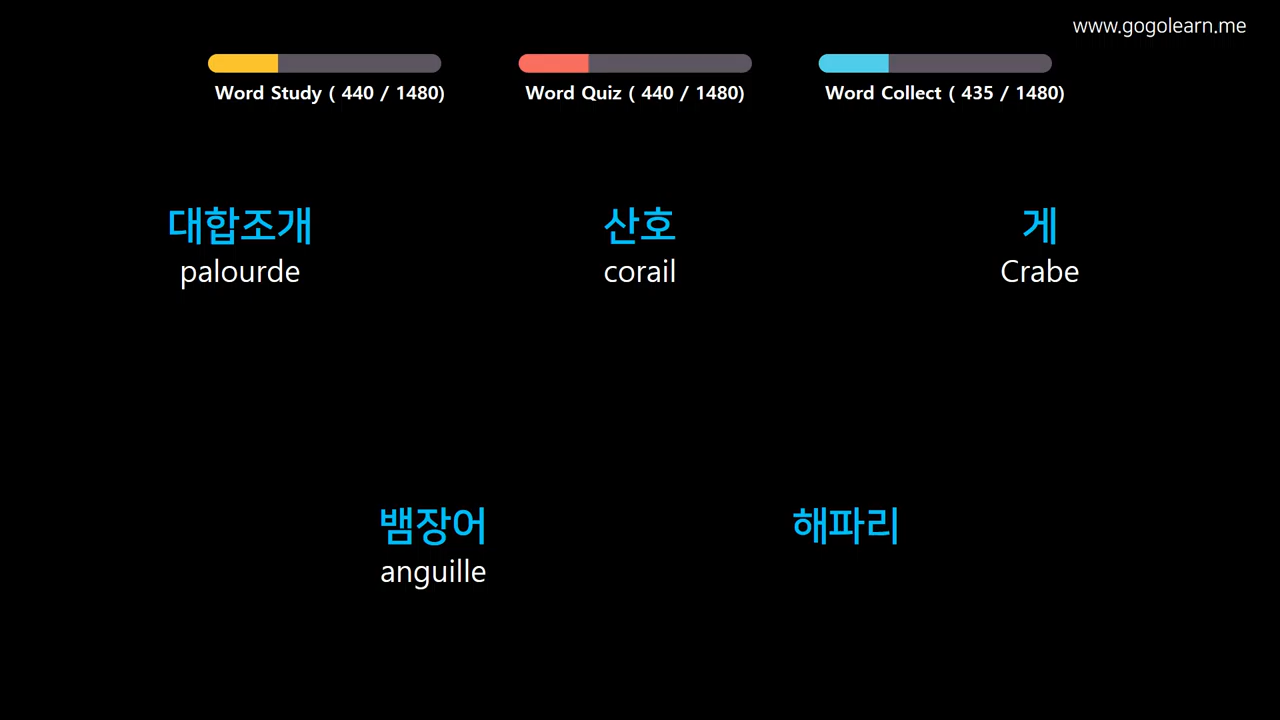 www.gogolearn.me
Word Study ( 440 / 1480)
Word Quiz ( 440 / 1480)
Word Collect ( 435 / 1480)
대합조개
palourde
산호
corail
게
Crabe
뱀장어
anguille
해파리